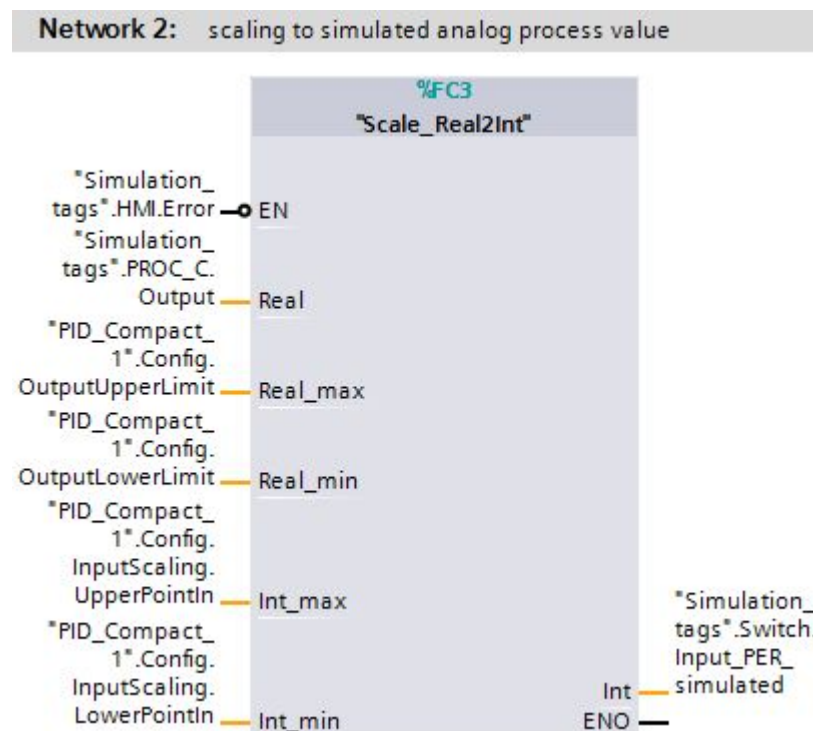 Network 2: scaling to simulated analog process value
%FC3
"Scale_Real2Int"
"Simulation_
tags".HMI.Error
EN
"Simulation_
tags".PROC_C.
Output
Real
"PID_Compact_
1".Config.
OutputUpperLimit
Real_max
"PID_Compact_
1".Config.
OutputLowerLimit
Real_min
"PID_Compact_
1".Config.
InputScaling.
UpperPointIn
Int_max
"PID_Compact_
1".Config.
InputScaling.
LowerPointIn
Int_min
"Simulation_
tags".Switch.
Input_PER_
simulated
Int
ENO